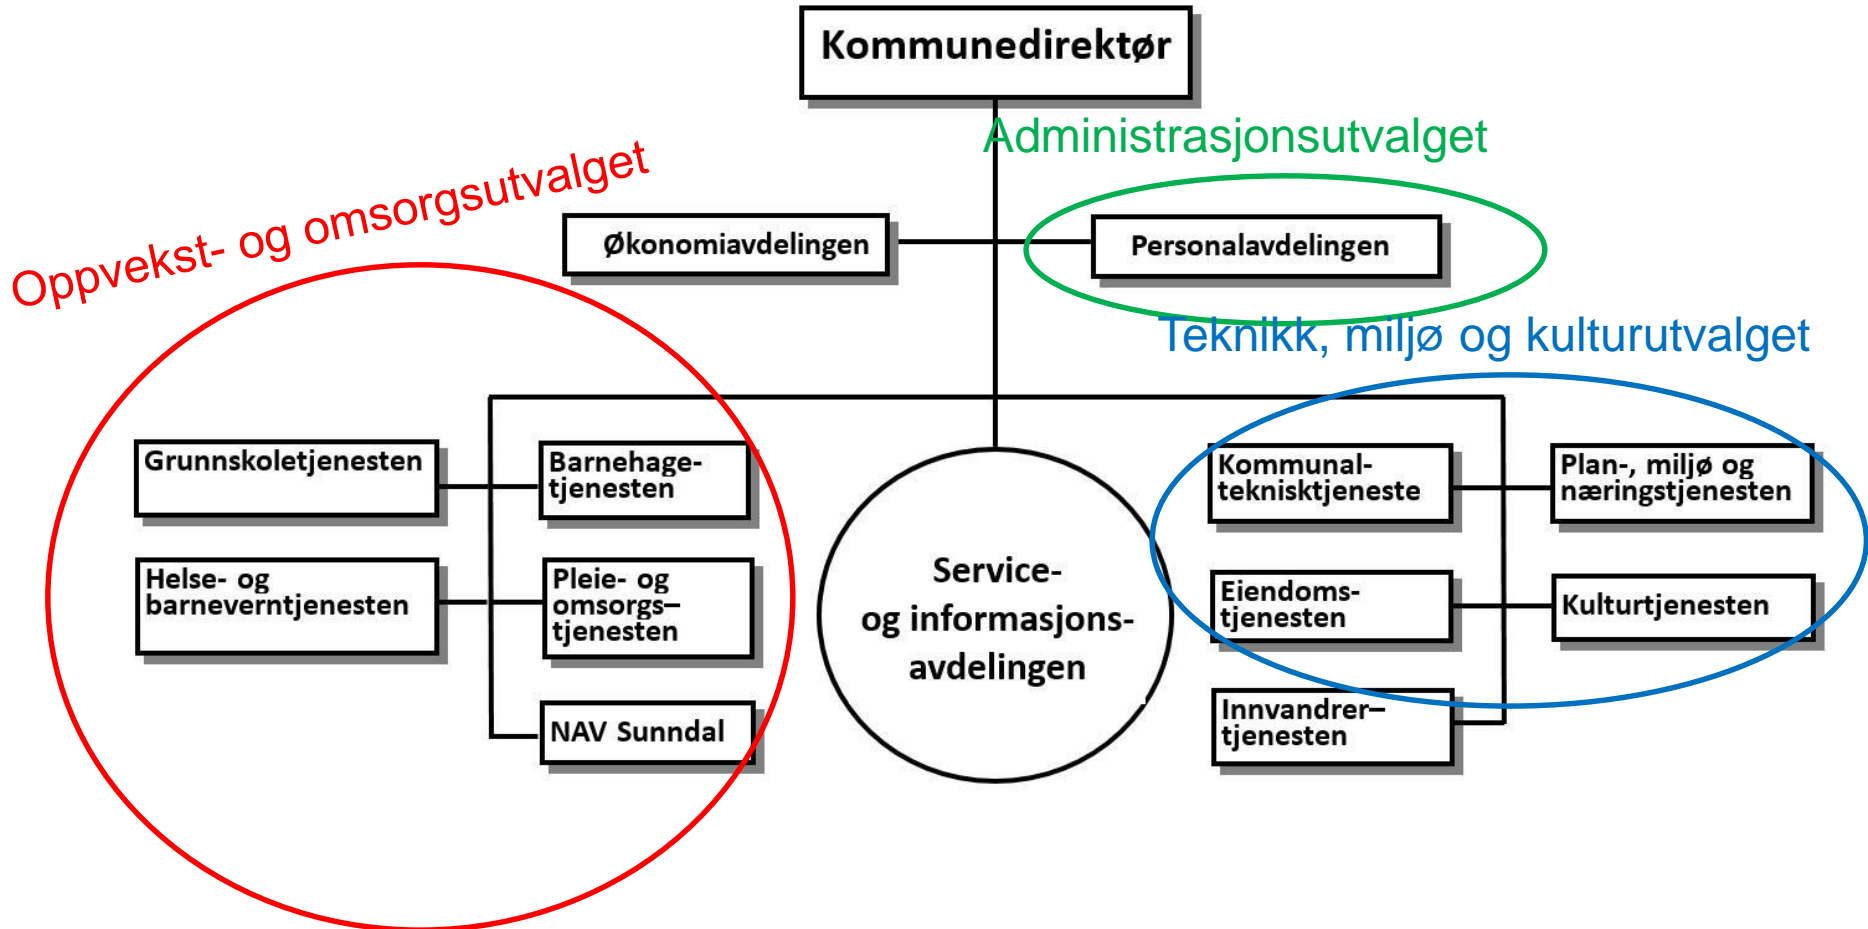 Kommunedirektør
Administrasjonsutvalget
Oppvekst- og omsorgsutvalget
Økonomiavdelingen
Personalavdelingen
Teknikk, miljø og kulturutvalget
Grunnskoletjenesten
Barnehage-
tjenesten
Helse- og
barneverntjenesten
Pleie- og
omsorgs–
tjenesten
NAV Sunndal
Service-
og informasjons-
avdelingen
Kommunal-
teknisktjeneste
Plan-, miljø og
næringstjenesten
Eiendoms-
tjenesten
Kulturtjenesten
Innvandrer–
tjenesten